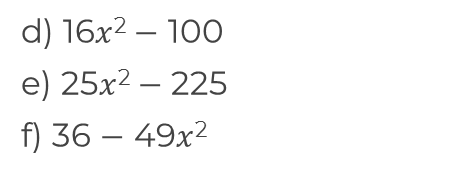 d) 16x² – 100
e) 25x² – 225
f) 36 – 49x²